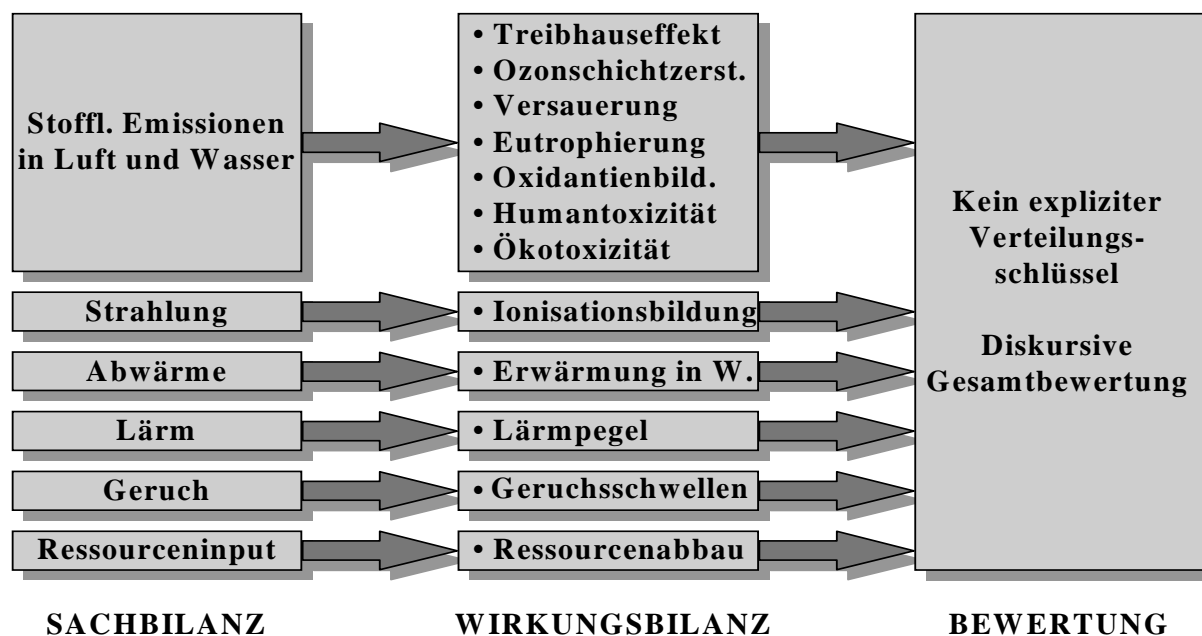 Stoffl. Emissionen
in Luft und Wasser
• Treibhauseffekt
• Ozonschichtzerst.
• Versauerung
• Eutrophierung
• Oxidantienbild.
• Humantoxizität
• Ökotoxizität
Strahlung
• Ionisationsbildung
Abwärme
• Erwärmung in W.
Lärm
• Lärmpegel
Geruch
• Geruchsschwellen
Ressourceninput
• Ressourcenabbau
Kein expliziter
Verteilungs-
schlüssel
Diskursive
Gesamtbewertung
SACHBILANZ
WIRKUNGSBILANZ
BEWERTUNG